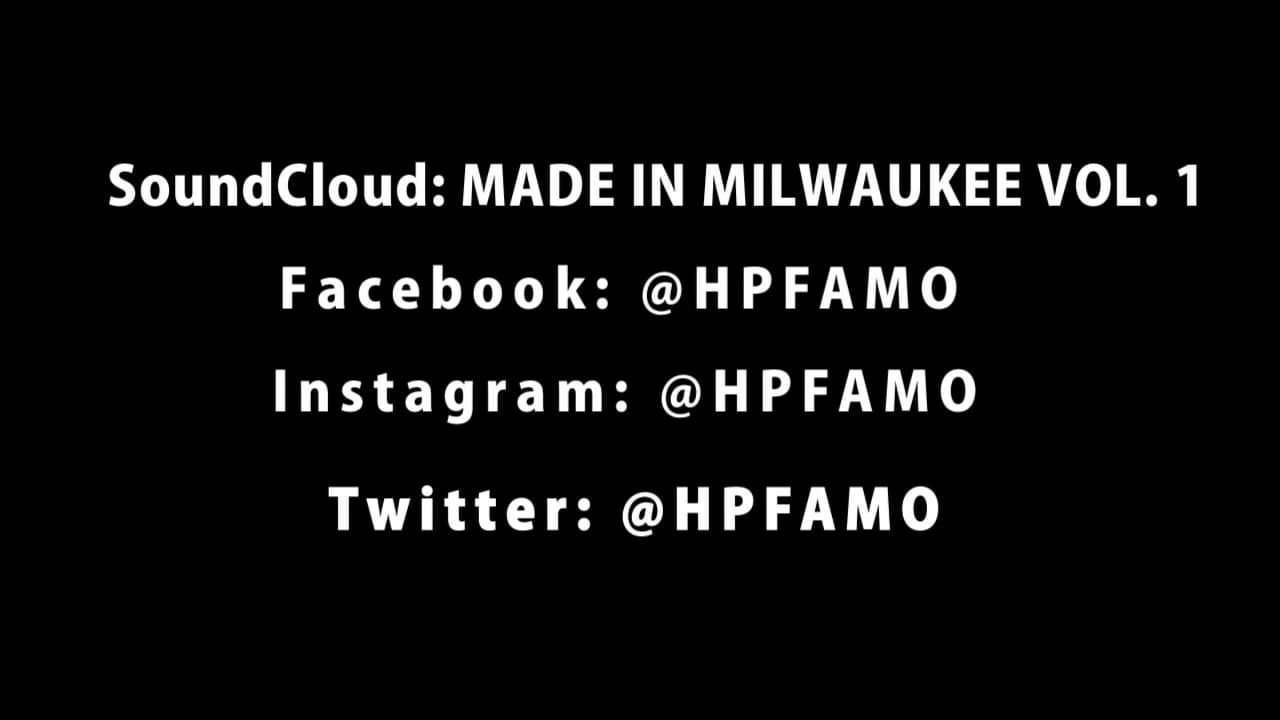 SoundCloud: MADE IN MILWAUKEE VOL. 1
Facebook: @HPFAMO
Instagram: @HPFAMO
Twitter: @HPFAMO